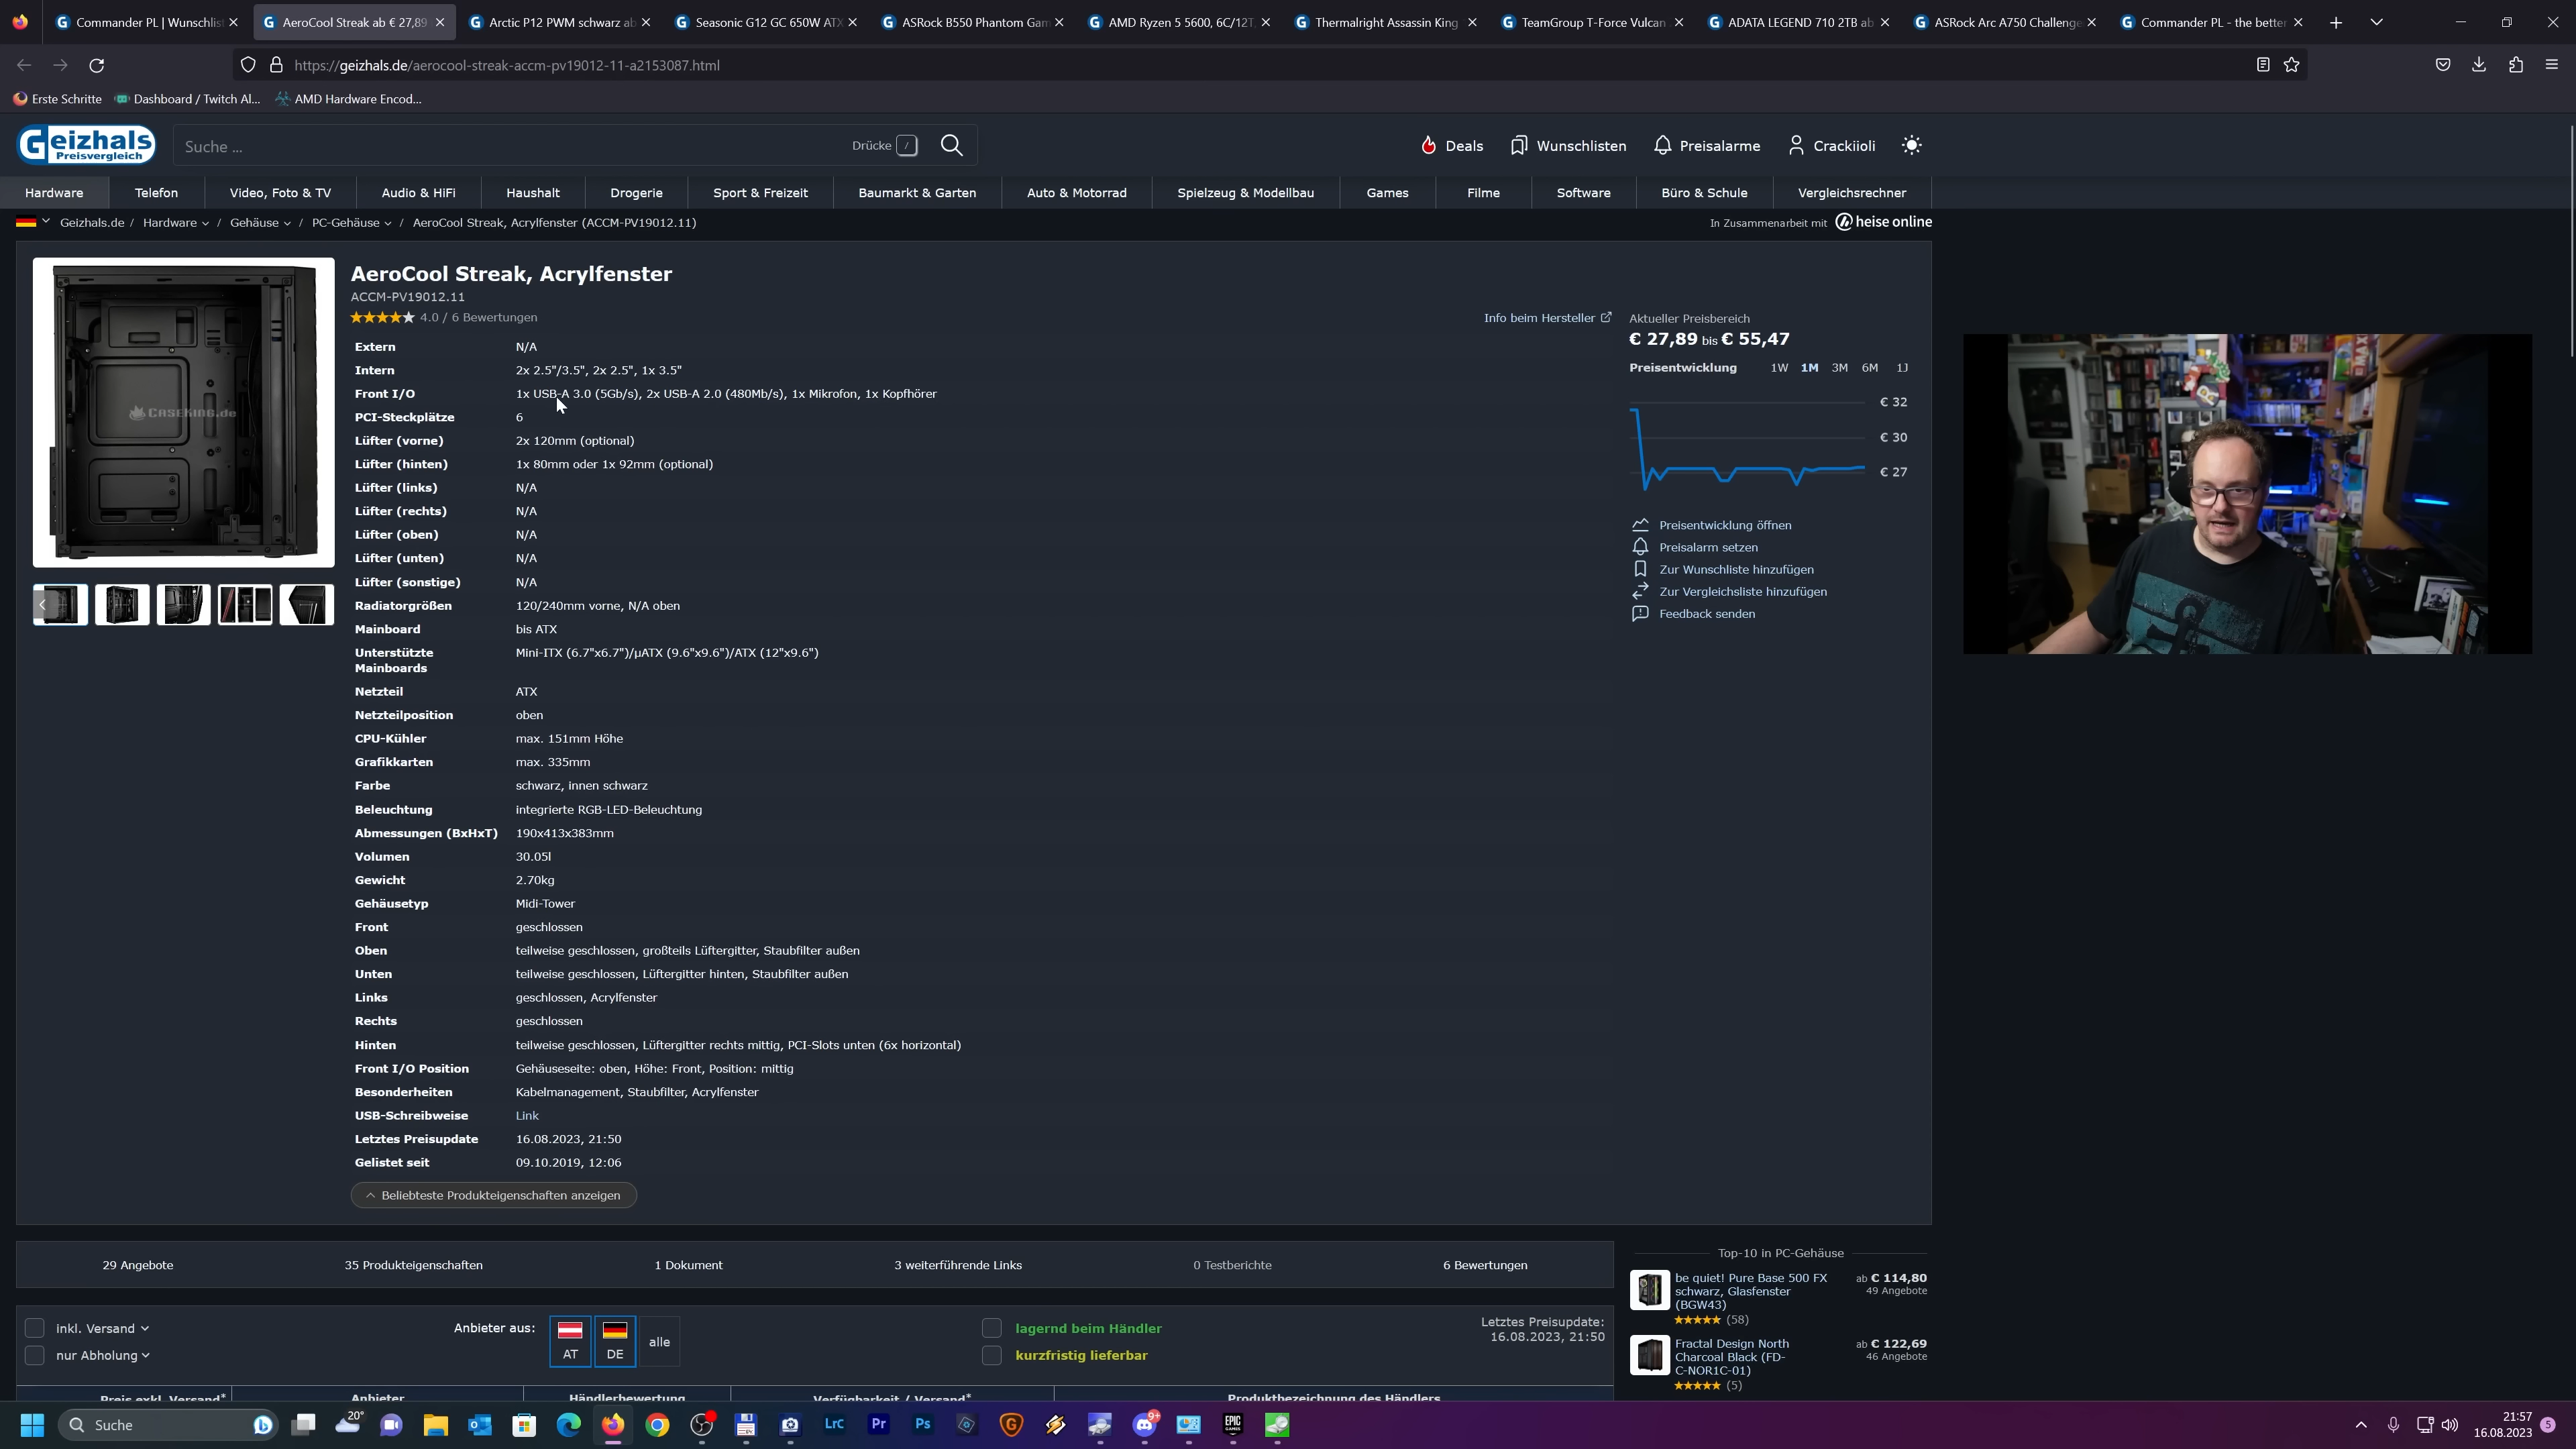 Commander PL | Wunschlis
AeroCool Streak ab € 27,89
Arctic P12 PWM schwarz ab
Seasonic G12 GC 650W ATX
ASRock B550 Phantom Gam
AMD Ryzen 5 5600, 6C/12T,
Thermalright Assassin King
TeamGroup T-Force Vulcan
ADATA LEGEND 710 2TB ab
ASRock Arc A750 Challenge
Commander PL - the better
https://geizhals.de/aerocool-streak-accm-pv19012-11-a2153087.html
Erste Schritte
Dashboard / Twitch Al...
AMD Hardware Encod...
Geizhals
Preisvergleich
Suche ...
Drücke /
Deals
Wunschlisten
Preisalarme
Crackiioli
Hardware
Telefon
Video, Foto & TV
Audio & HiFi
Haushalt
Drogerie
Sport & Freizeit
Baumarkt & Garten
Auto & Motorrad
Spielzeug & Modellbau
Games
Filme
Software
Büro & Schule
Vergleichsrechner
Geizhals.de / Hardware / Gehäuse / PC-Gehäuse / AeroCool Streak, Acrylfenster (ACCM-PV19012.11)
In Zusammenarbeit mit heise online
CASEKING.de
AeroCool Streak, Acrylfenster
ACCM-PV19012.11
4.0 / 6 Bewertungen
Info beim Hersteller
Extern N/A
Intern 2x 2.5"/3.5", 2x 2.5", 1x 3.5"
Front I/O 1x USB-A 3.0 (5Gb/s), 2x USB-A 2.0 (480Mb/s), 1x Mikrofon, 1x Kopfhörer
PCI-Steckplätze 6
Lüfter (vorne) 2x 120mm (optional)
Lüfter (hinten) 1x 80mm oder 1x 92mm (optional)
Lüfter (links) N/A
Lüfter (rechts) N/A
Lüfter (oben) N/A
Lüfter (unten) N/A
Lüfter (sonstige) N/A
Radiatorgrößen 120/240mm vorne, N/A oben
Mainboard bis ATX
Unterstützte Mini-ITX (6.7"x6.7")/µATX (9.6"x9.6")/ATX (12"x9.6")
Mainboards
Netzteil ATX
Netzteilposition oben
CPU-Kühler max. 151mm Höhe
Grafikkarten max. 335mm
Farbe schwarz, innen schwarz
Beleuchtung integrierte RGB-LED-Beleuchtung
Abmessungen (BxHxT) 190x413x383mm
Volumen 30.05l
Gewicht 2.70kg
Gehäusetyp Midi-Tower
Front geschlossen
Oben teilweise geschlossen, großteils Lüftergitter, Staubfilter außen
Unten teilweise geschlossen, Lüftergitter hinten, Staubfilter außen
Links geschlossen, Acrylfenster
Rechts geschlossen
Hinten teilweise geschlossen, Lüftergitter rechts mittig, PCI-Slots unten (6x horizontal)
Front I/O Position Gehäuseseite: oben, Höhe: Front, Position: mittig
Besonderheiten Kabelmanagement, Staubfilter, Acrylfenster
USB-Schreibweise Link
Letztes Preisupdate 16.08.2023, 21:50
Gelistet seit 09.10.2019, 12:06
Beliebteste Produkteigenschaften anzeigen
Aktueller Preisbereich
€ 27,89 bis € 55,47
Preisentwicklung 1W 1M 3M 6M 1J
€ 32
€ 30
€ 27
Preisentwicklung öffnen
Preisalarm setzen
Zur Wunschliste hinzufügen
Zur Vergleichsliste hinzufügen
Feedback senden
29 Angebote
35 Produkteigenschaften
1 Dokument
3 weiterführende Links
0 Testberichte
6 Bewertungen
inkl. Versand
nur Abholung
Anbieter aus:
AT
DE
alle
lagernd beim Händler
kurzfristig lieferbar
Letztes Preisupdate:
16.08.2023, 21:50
Preis exkl. Versand*
Anbieter
Händlerbewertung
Verfügbarkeit / Versand*
Produktbezeichnung des Händlers
Top-10 in PC-Gehäuse
be quiet! Pure Base 500 FX
schwarz, Glasfenster
(BGW43)
(58)
ab € 114,80
49 Angebote
Fractal Design North
Charcoal Black (FD-
C-NOR1C-01)
(5)
ab € 122,69
46 Angebote
Suche
20°
LrC
Pr
Ps
9+
EPIC
GAMES
21:57
16.08.2023
5